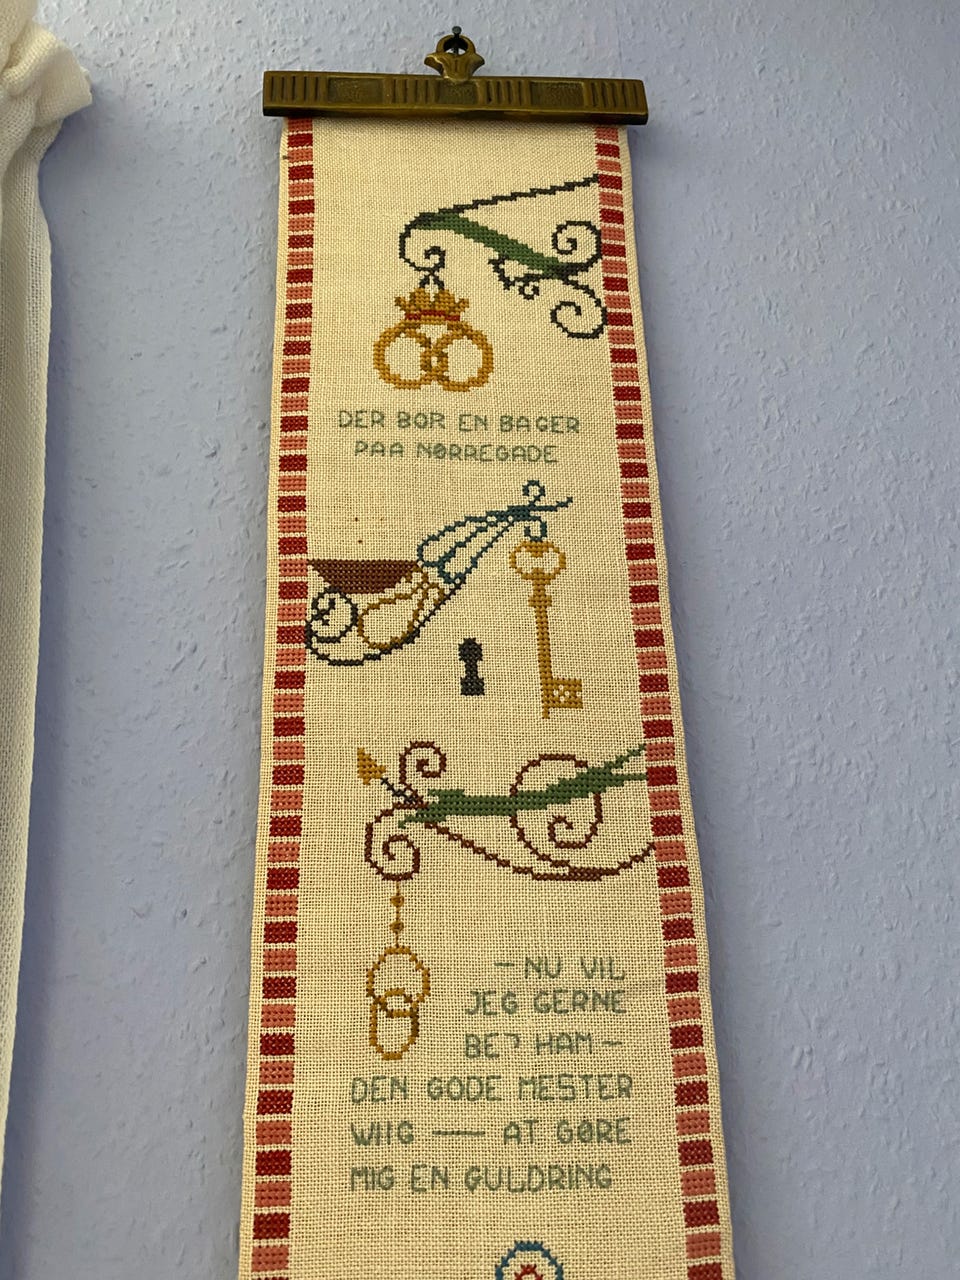 DER BOR EN BAGER
PAA NØRREGADE
— NU VIL
JEG GERNE
BE? HAM —
DEN GODE MESTER
WIIG — AT GØRE
MIG EN GULDRING